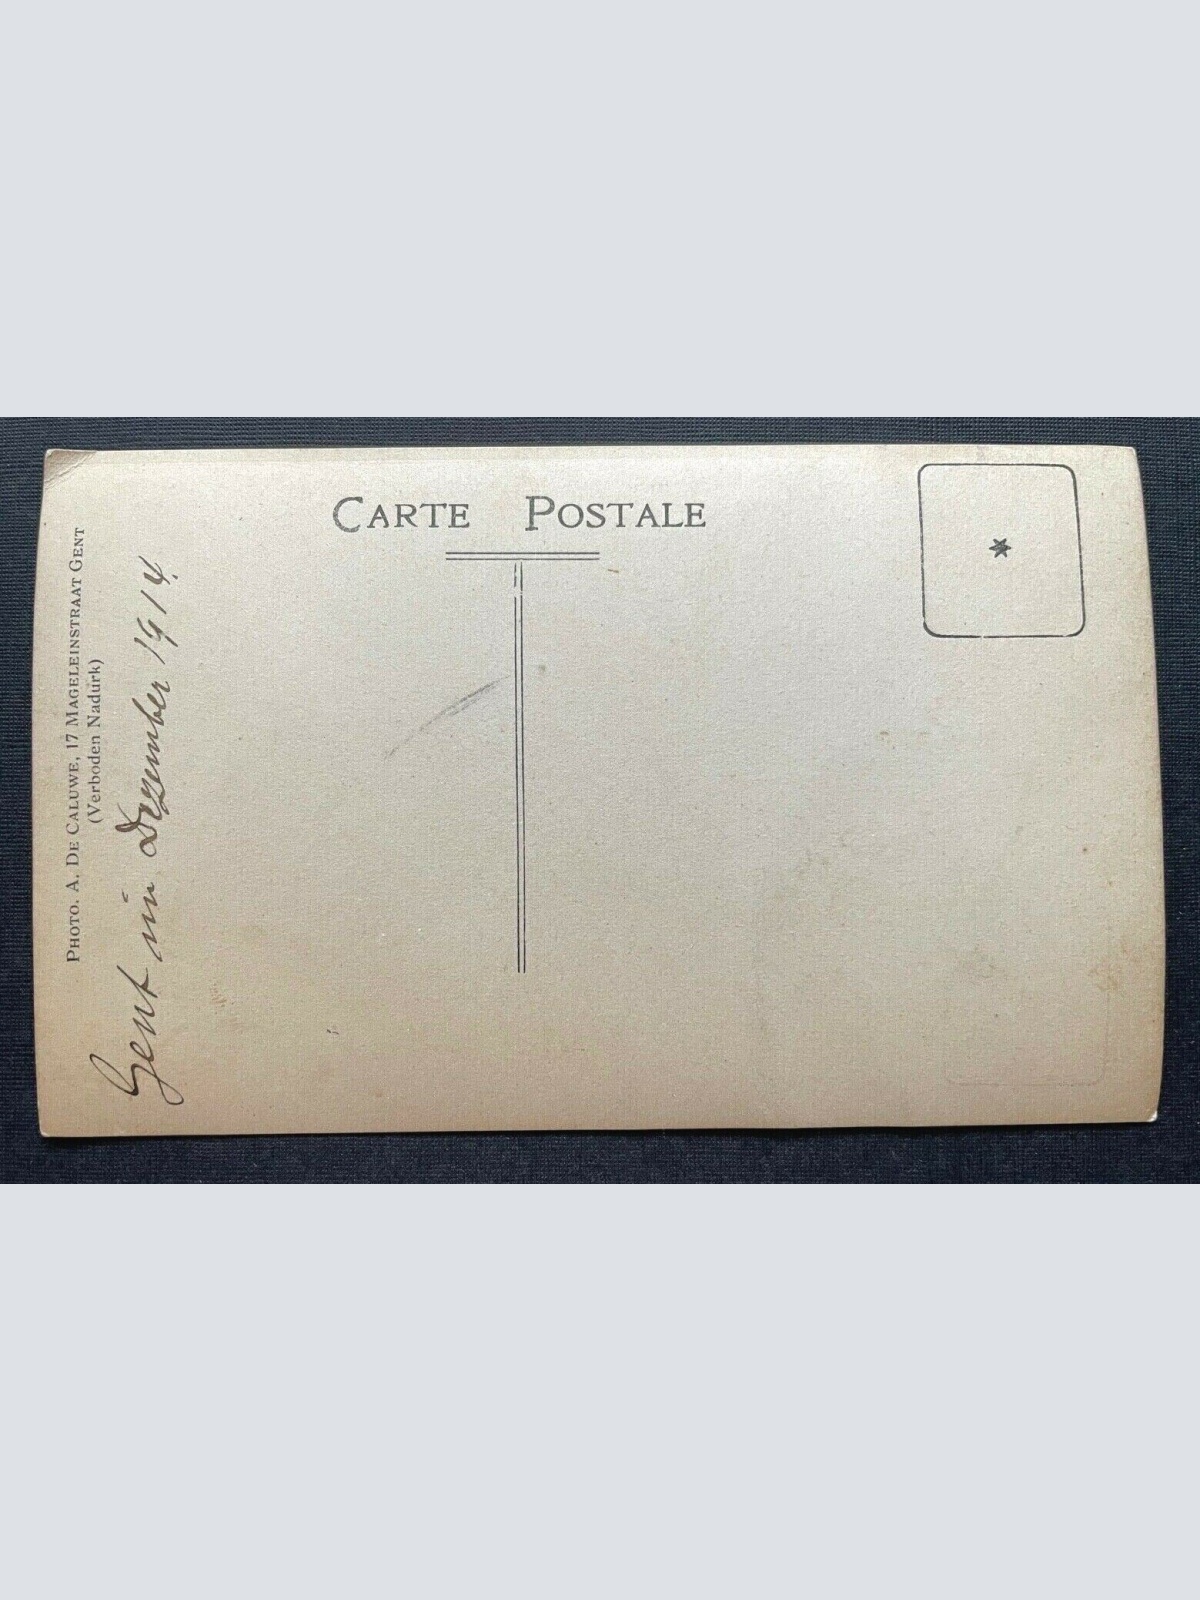 CARTE POSTALE
PHOTO. A. DE CALUWE, 17 MAGELEINSTRAAT GENT
(Verboden Nadurk)
Gent im Dezember 1914.